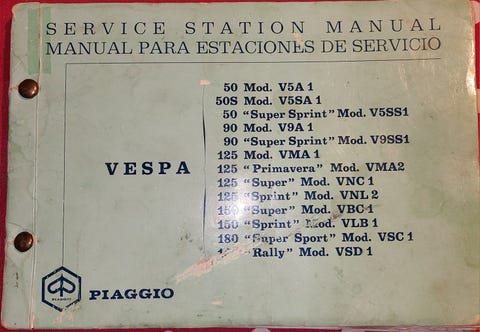 SERVICE STATION MANUAL
MANUAL PARA ESTACIONES DE SERVICIO
50 Mod. V5A 1
50S Mod. V5SA 1
50 "Super Sprint" Mod. V5SS1
90 Mod. V9A 1
90 "Super Sprint" Mod. V9SS1
125 Mod. VMA 1
VESPA
125 "Primavera" Mod. VMA2
125 "Super" Mod. VNC 1
125 "Sprint" Mod. VNL 2
150 "Super" Mod. VBC 1
150 "Sprint" Mod. VLB 1
180 "Super Sport" Mod. VSC 1
"Rally" Mod. VSD 1
PIAGGIO
PIAGGIO